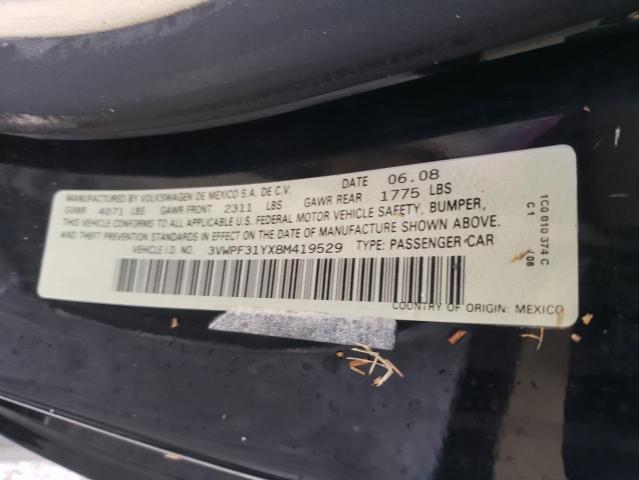 MANUFACTURED BY VOLKSWAGEN DE MEXICO S.A. DE C.V. DATE 06.08
GVWR 4071 LBS GAWR FRONT 2311 LBS GAWR REAR 1775 LBS
THIS VEHICLE CONFORMS TO ALL APPLICABLE U.S. FEDERAL MOTOR VEHICLE SAFETY, BUMPER,
AND THEFT PREVENTION STANDARDS IN EFFECT ON THE DATE OF MANUFACTURE SHOWN ABOVE.
VEHICLE I.D. NO. 3VWPF31YX8M419529 TYPE: PASSENGER CAR
COUNTRY OF ORIGIN: MEXICO
1C0 010 374 C
C1 / 08